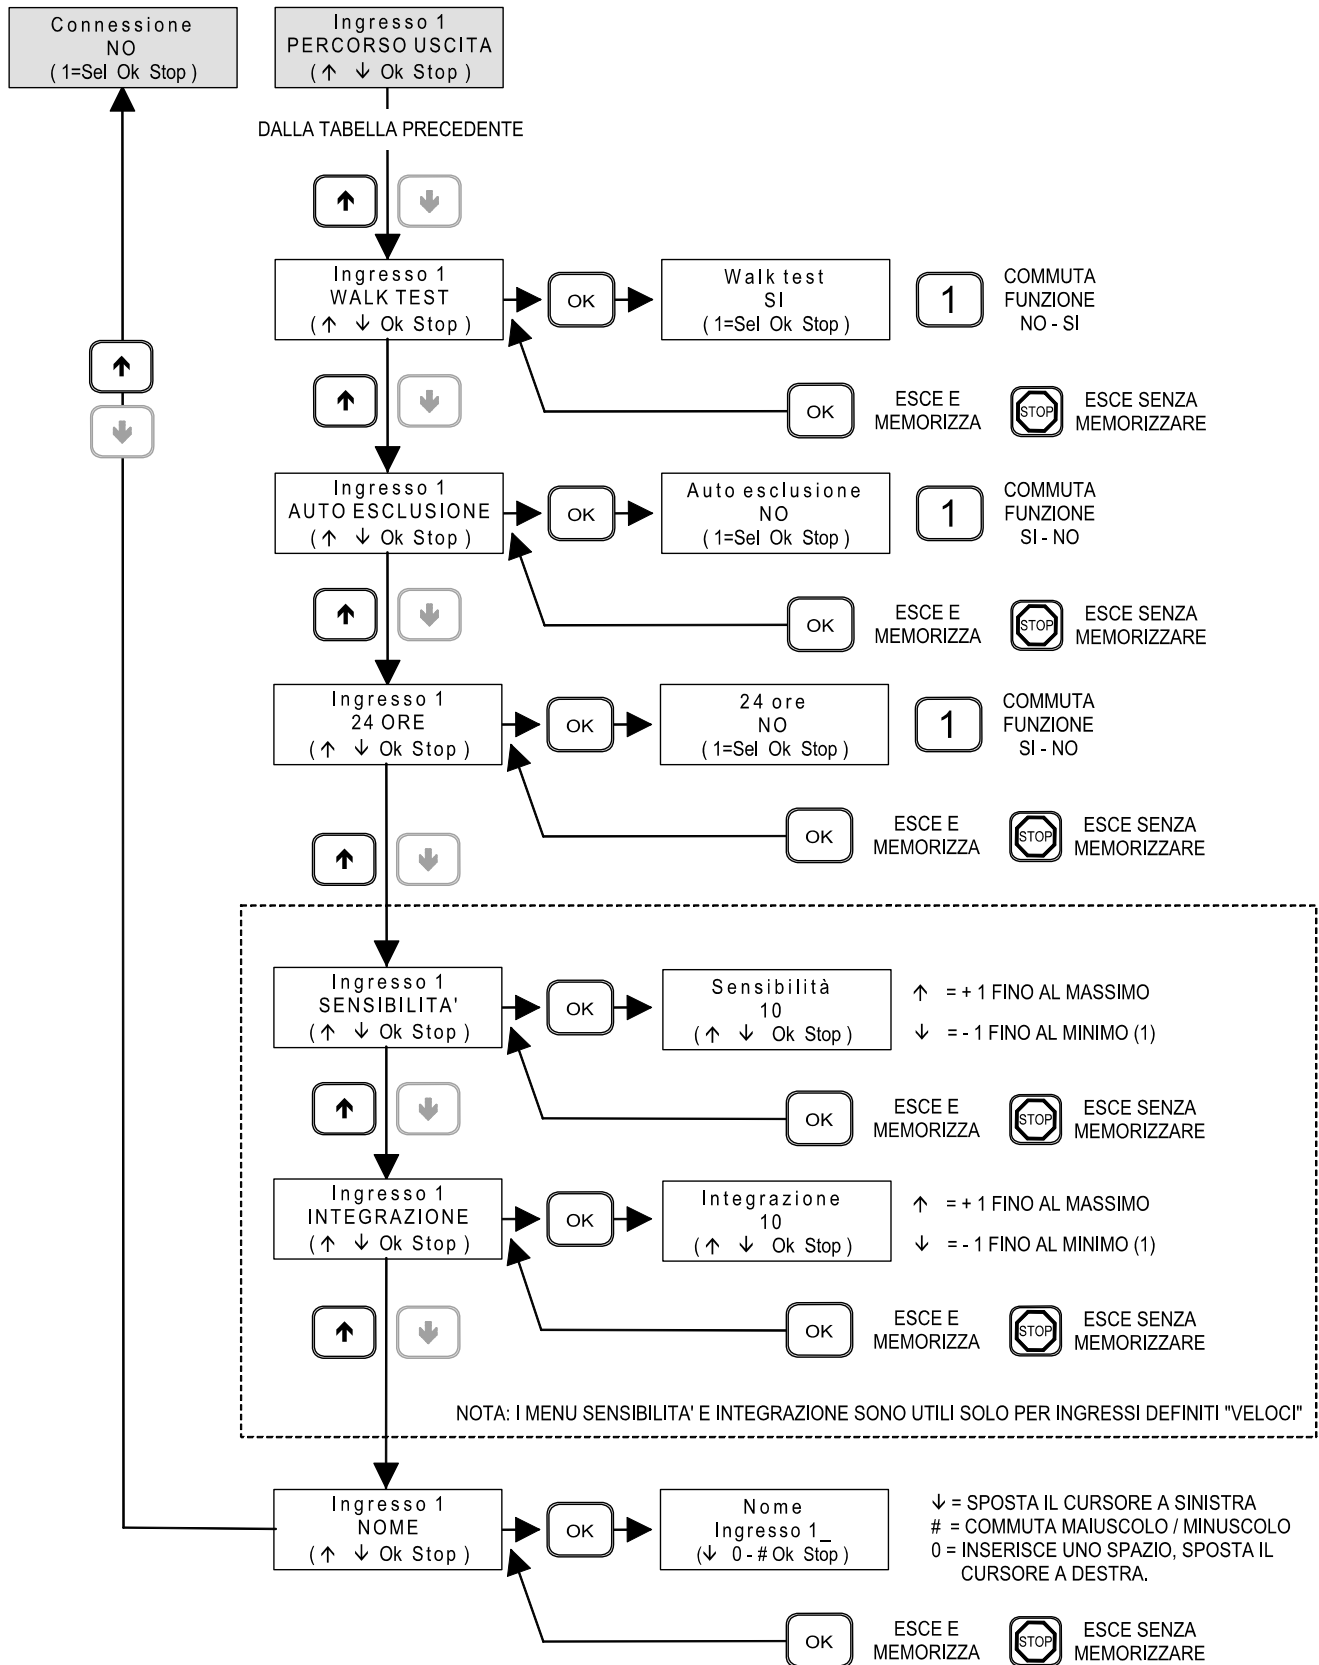 Connessione
NO
( 1=Sel Ok Stop )
Ingresso 1
PERCORSO USCITA
( ↑ ↓ Ok Stop )
DALLA TABELLA PRECEDENTE
Ingresso 1
WALK TEST
( ↑ ↓ Ok Stop )
OK
Walk test
SI
( 1=Sel Ok Stop )
1
COMMUTA
FUNZIONE
NO - SI
OK
ESCE E
MEMORIZZA
STOP
ESCE SENZA
MEMORIZZARE
Ingresso 1
AUTO ESCLUSIONE
( ↑ ↓ Ok Stop )
OK
Auto esclusione
NO
( 1=Sel Ok Stop )
1
COMMUTA
FUNZIONE
SI - NO
OK
ESCE E
MEMORIZZA
STOP
ESCE SENZA
MEMORIZZARE
Ingresso 1
24 ORE
( ↑ ↓ Ok Stop )
OK
24 ore
NO
( 1=Sel Ok Stop )
1
COMMUTA
FUNZIONE
SI - NO
OK
ESCE E
MEMORIZZA
STOP
ESCE SENZA
MEMORIZZARE
Ingresso 1
SENSIBILITA'
( ↑ ↓ Ok Stop )
OK
Sensibilità
10
( ↑ ↓ Ok Stop )
↑ = + 1 FINO AL MASSIMO
↓ = - 1 FINO AL MINIMO (1)
OK
ESCE E
MEMORIZZA
STOP
ESCE SENZA
MEMORIZZARE
Ingresso 1
INTEGRAZIONE
( ↑ ↓ Ok Stop )
OK
Integrazione
10
( ↑ ↓ Ok Stop )
↑ = + 1 FINO AL MASSIMO
↓ = - 1 FINO AL MINIMO (1)
OK
ESCE E
MEMORIZZA
STOP
ESCE SENZA
MEMORIZZARE
NOTA: I MENU SENSIBILITA' E INTEGRAZIONE SONO UTILI SOLO PER INGRESSI DEFINITI "VELOCI"
Ingresso 1
NOME
( ↑ ↓ Ok Stop )
OK
Nome
Ingresso 1_
(↓ 0 - # Ok Stop )
↓ = SPOSTA IL CURSORE A SINISTRA
# = COMMUTA MAIUSCOLO / MINUSCOLO
0 = INSERISCE UNO SPAZIO, SPOSTA IL
CURSORE A DESTRA.
OK
ESCE E
MEMORIZZA
STOP
ESCE SENZA
MEMORIZZARE